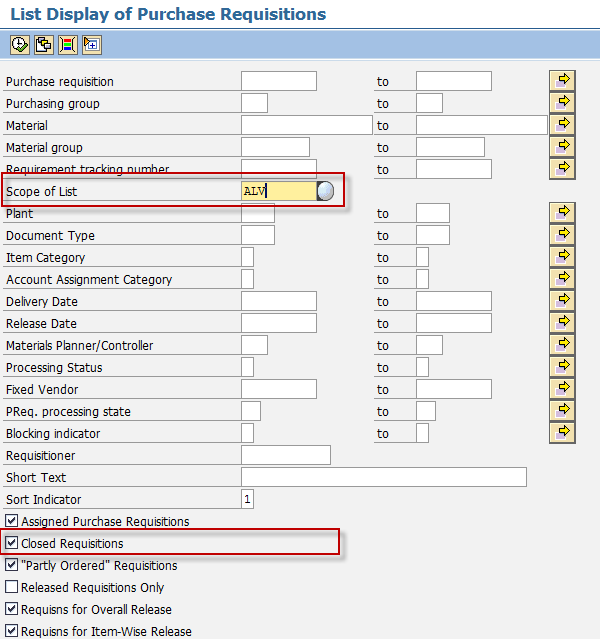 List Display of Purchase Requisitions
Purchase requisition to
Purchasing group to
Material to
Material group to
Requirement tracking number to
Scope of List ALV
Plant to
Document Type to
Item Category to
Account Assignment Category to
Delivery Date to
Release Date to
Materials Planner/Controller to
Processing Status to
Fixed Vendor to
PReq. processing state to
Blocking indicator to
Requisitioner
Short Text
Sort Indicator 1
Assigned Purchase Requisitions
Closed Requisitions
"Partly Ordered" Requisitions
Released Requisitions Only
Requisns for Overall Release
Requisns for Item-Wise Release